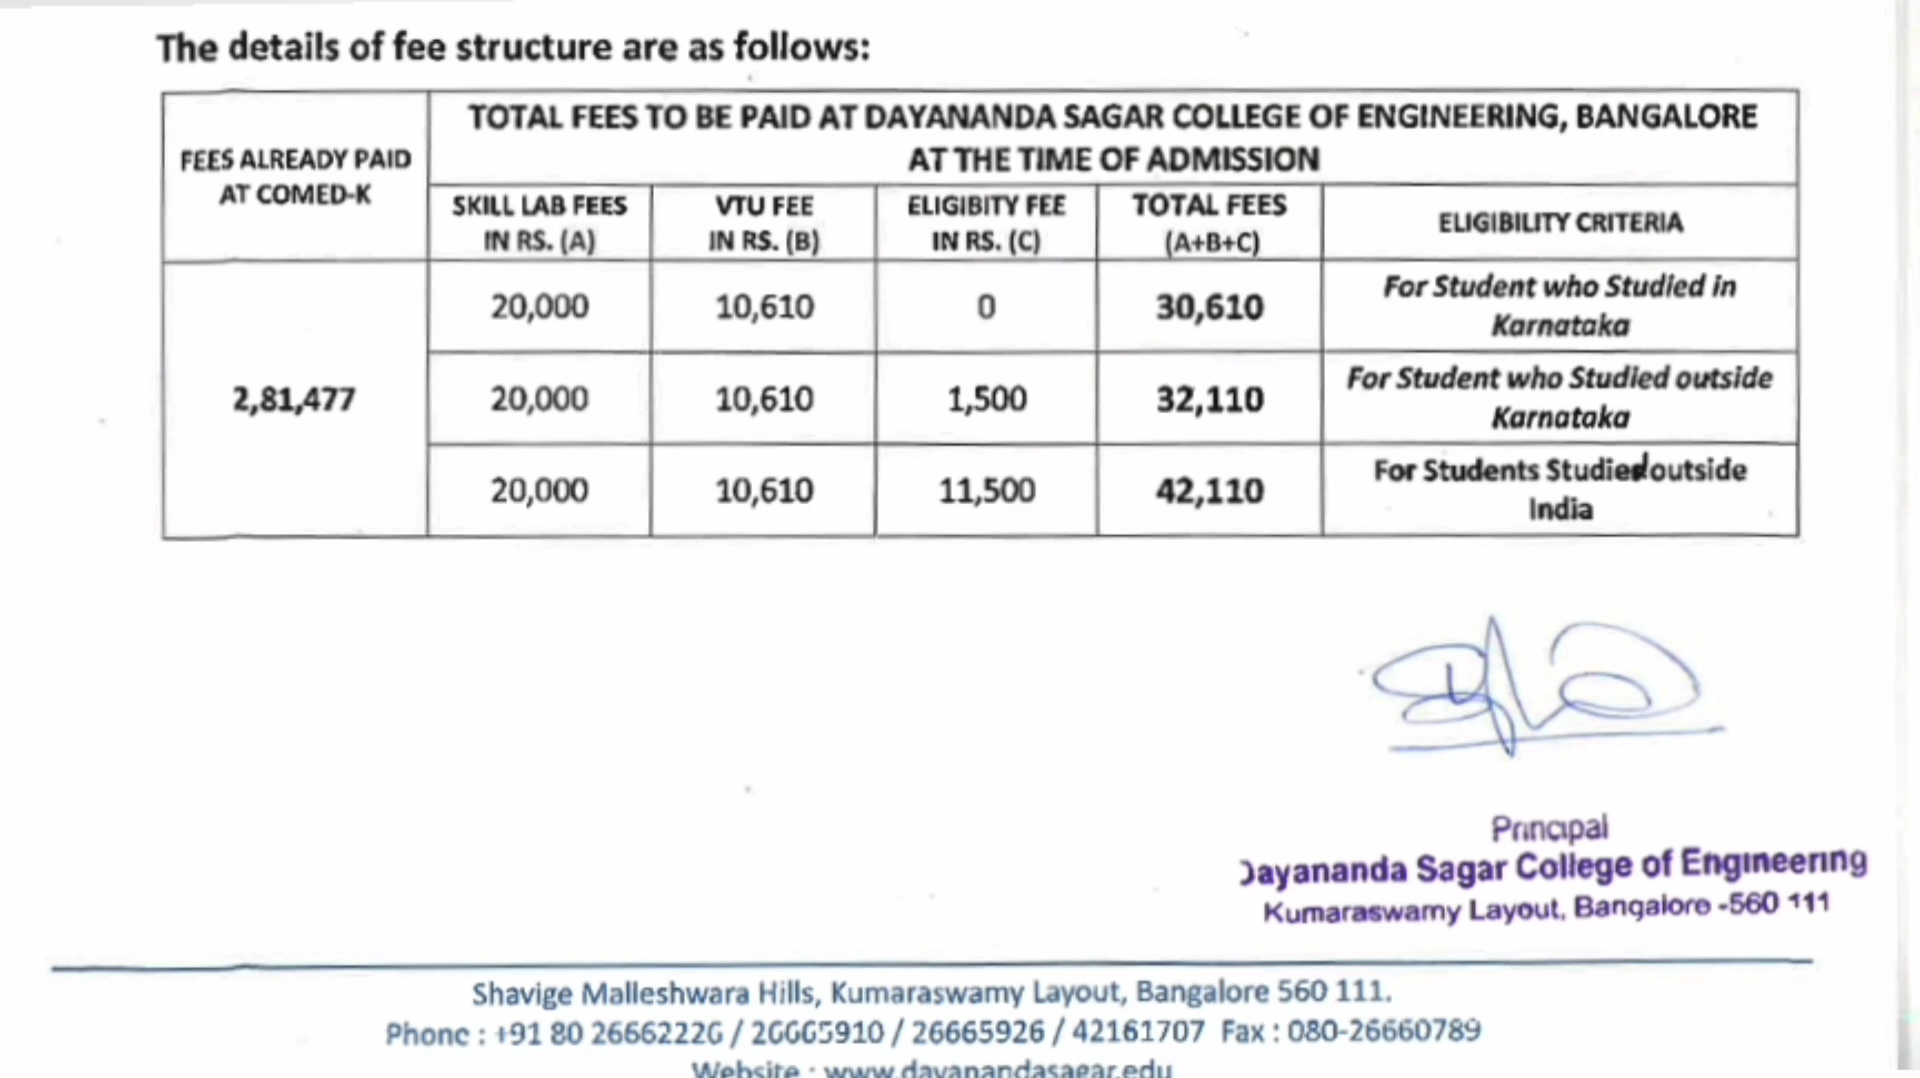 The details of fee structure are as follows:
FEES ALREADY PAID
AT COMED-K
TOTAL FEES TO BE PAID AT DAYANANDA SAGAR COLLEGE OF ENGINEERING, BANGALORE
AT THE TIME OF ADMISSION
SKILL LAB FEES
IN RS. (A)
VTU FEE
IN RS. (B)
ELIGIBITY FEE
IN RS. (C)
TOTAL FEES
(A+B+C)
ELIGIBILITY CRITERIA
2,81,477
20,000 10,610 0 30,610
For Student who Studied in
Karnataka
20,000 10,610 1,500 32,110
For Student who Studied outside
Karnataka
20,000 10,610 11,500 42,110
For Students Studied outside
India
Principal
Dayananda Sagar College of Engineering
Kumaraswamy Layout, Bangalore -560 111
Shavige Malleshwara Hills, Kumaraswamy Layout, Bangalore 560 111.
Phone : +91 80 26662226 / 26665910 / 26665926 / 42161707 Fax : 080-26660789
Website : www.dayanandasagar.edu